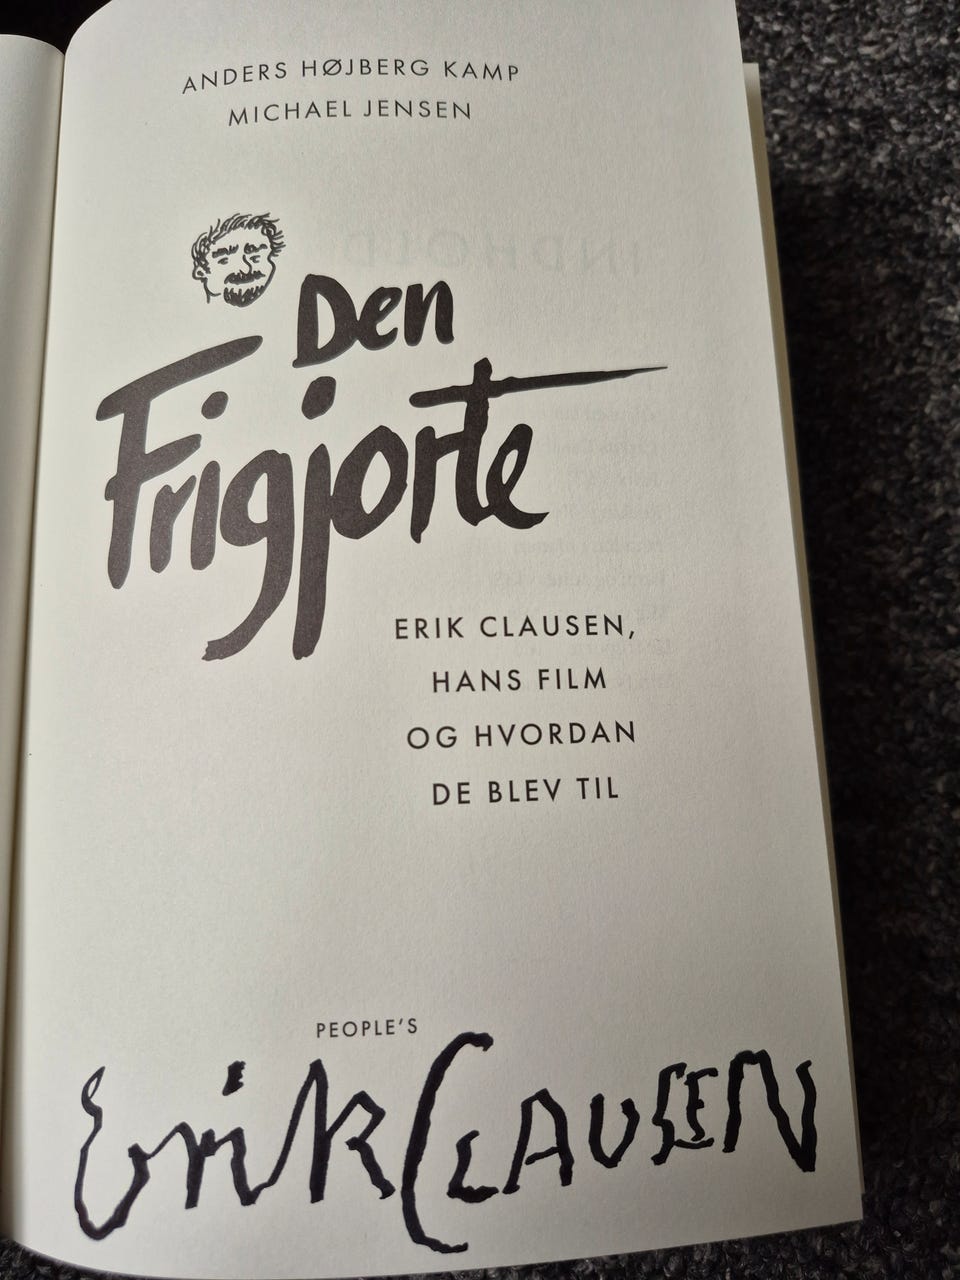 ANDERS HØJBERG KAMP
MICHAEL JENSEN
Den
Frigjorte
ERIK CLAUSEN,
HANS FILM
OG HVORDAN
DE BLEV TIL
PEOPLE'S
Erik CLAUSEN
INDHOLD